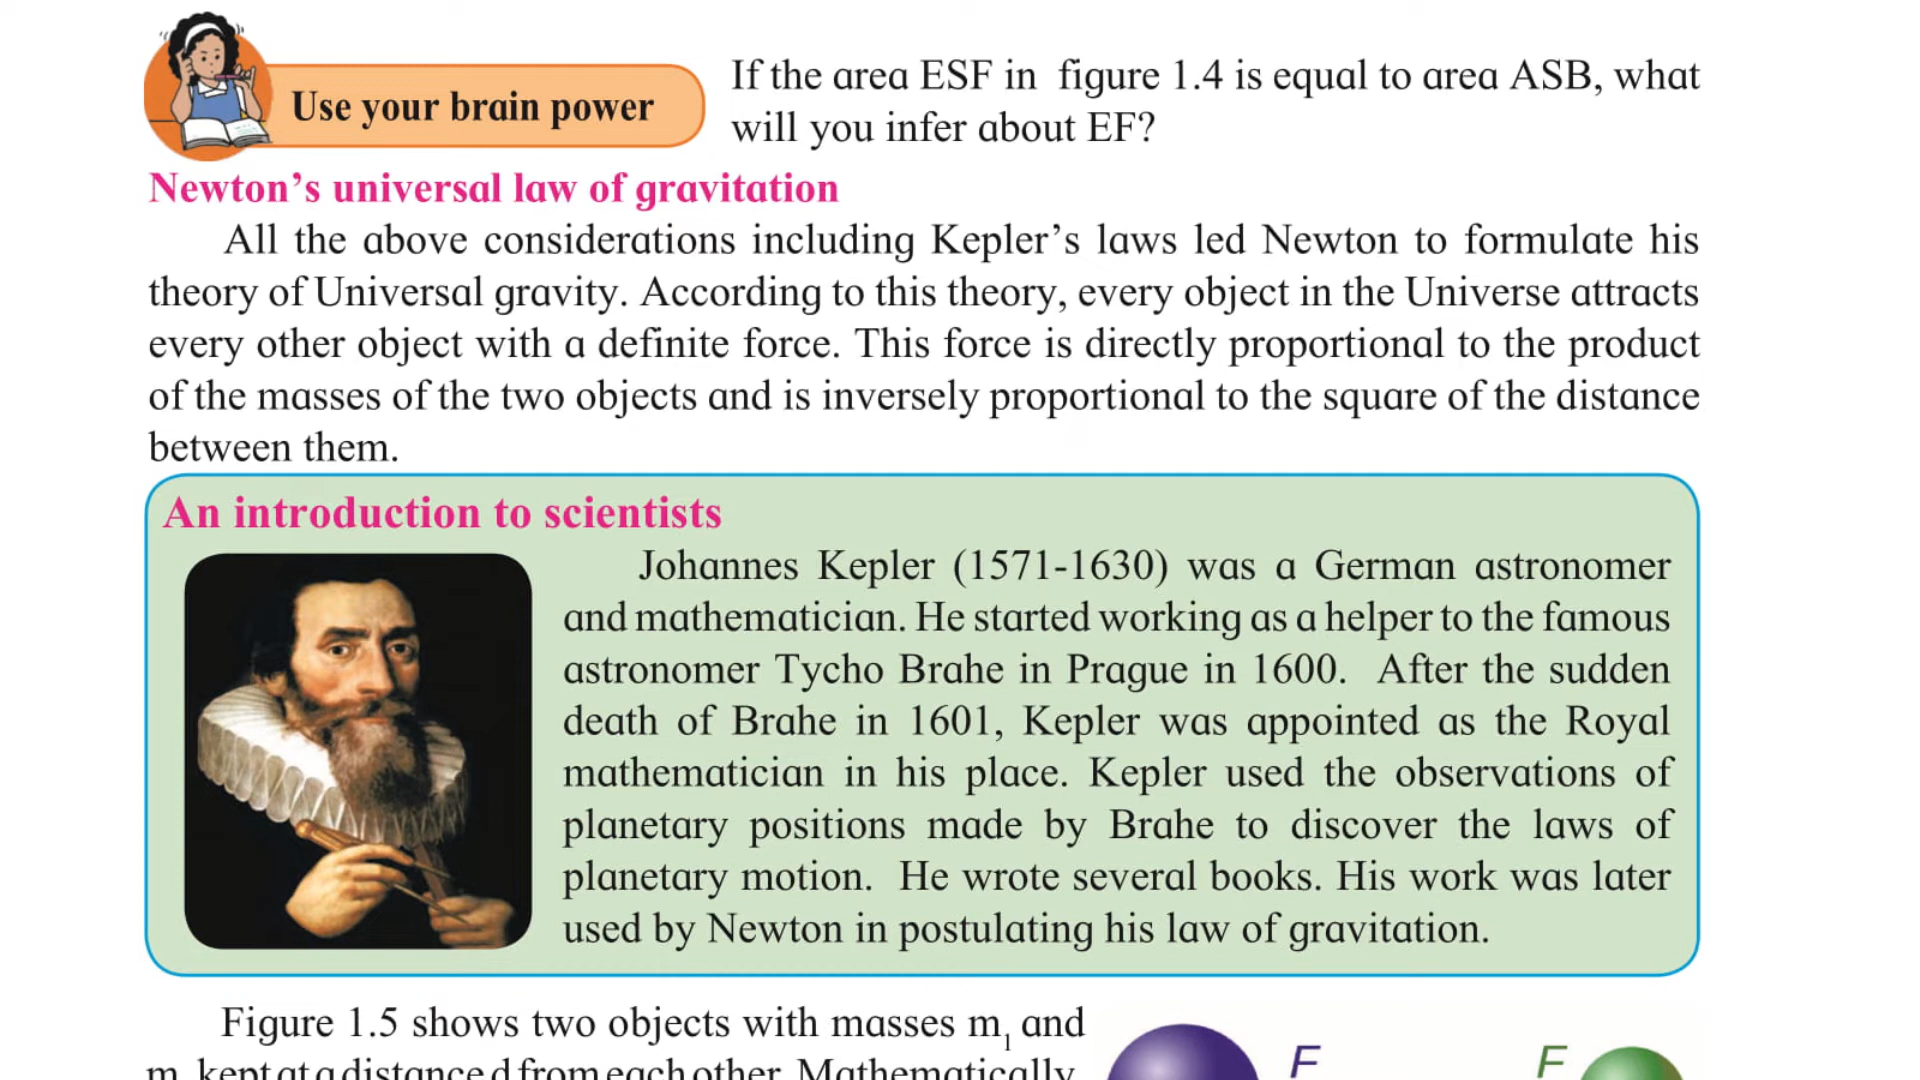 Use your brain power
If the area ESF in figure 1.4 is equal to area ASB, what
will you infer about EF?
Newton's universal law of gravitation
All the above considerations including Kepler's laws led Newton to formulate his
theory of Universal gravity. According to this theory, every object in the Universe attracts
every other object with a definite force. This force is directly proportional to the product
of the masses of the two objects and is inversely proportional to the square of the distance
between them.
An introduction to scientists
Johannes Kepler (1571-1630) was a German astronomer
and mathematician. He started working as a helper to the famous
astronomer Tycho Brahe in Prague in 1600. After the sudden
death of Brahe in 1601, Kepler was appointed as the Royal
mathematician in his place. Kepler used the observations of
planetary positions made by Brahe to discover the laws of
planetary motion. He wrote several books. His work was later
used by Newton in postulating his law of gravitation.
Figure 1.5 shows two objects with masses m₁ and
m kept at a distance d from each other. Mathematically,
F F